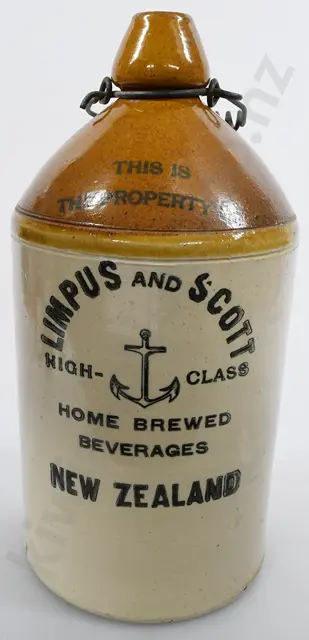 THIS IS
THE PROPERTY
LIMPUS AND SCOTT
HIGH- CLASS
HOME BREWED
BEVERAGES
NEW ZEALAND